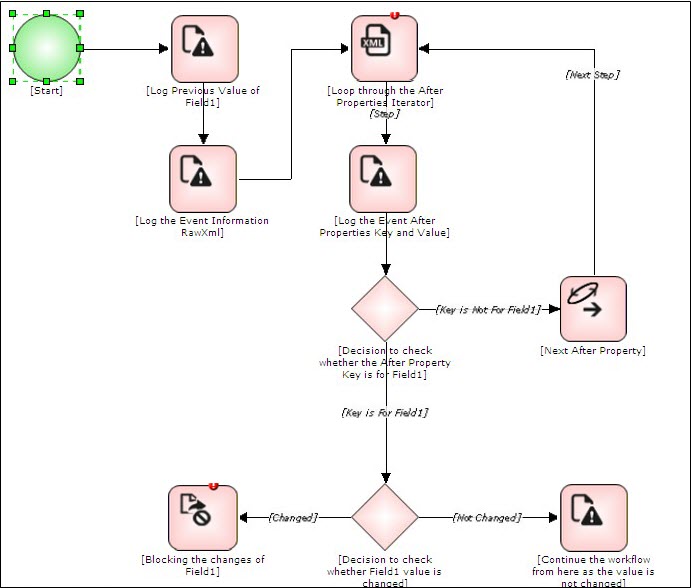 [Start]
[Log Previous Value of
Field1]
XML
[Loop through the After
Properties Iterator]
[Step]
[Next Step]
[Log the Event Information
RawXml]
[Log the Event After
Properties Key and Value]
[Key is Not For Field1]
[Decision to check
whether the After Property
Key is for Field1]
[Next After Property]
[Key is For Field1]
[Changed]
[Not Changed]
[Blocking the changes of
Field1]
[Decision to check
whether Field1 value is
changed]
[Continue the workflow
from here as the value is
not changed]